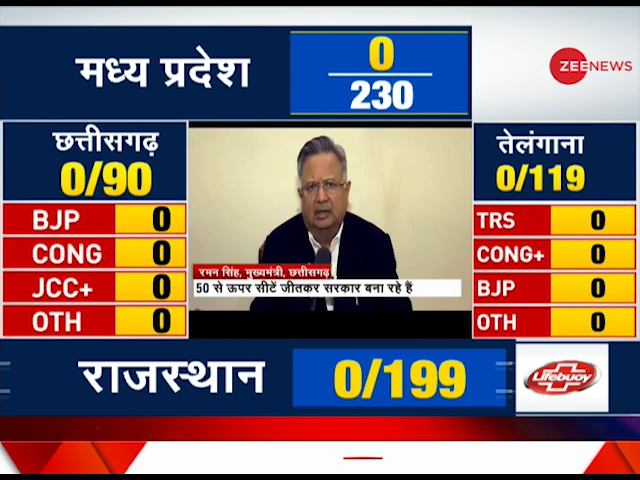 मध्य प्रदेश
0
230
ZEENEWS
छत्तीसगढ़
0/90
BJP 0
CONG 0
JCC+ 0
OTH 0
रमन सिंह, मुख्यमंत्री, छत्तीसगढ़
50 से ऊपर सीटें जीतकर सरकार बना रहे हैं
तेलंगाना
0/119
TRS 0
CONG+ 0
BJP 0
OTH 0
राजस्थान
0/199
Lifebuoy